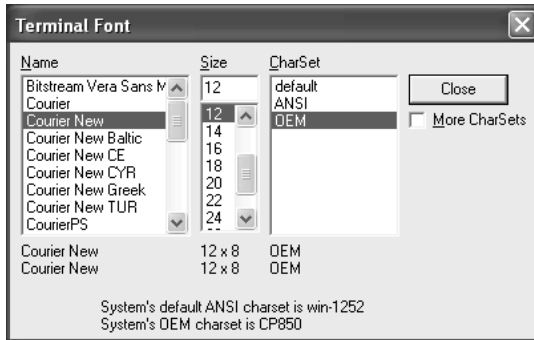 Terminal Font
Name Size CharSet
12
Bitstream Vera Sans M
Courier
Courier New
Courier New Baltic
Courier New CE
Courier New CYR
Courier New Greek
Courier New TUR
CourierPS
12
14
16
18
20
22
24
default
ANSI
OEM
Close
More CharSets
Courier New 12 x 8 OEM
Courier New 12 x 8 OEM
System's default ANSI charset is win-1252
System's OEM charset is CP850